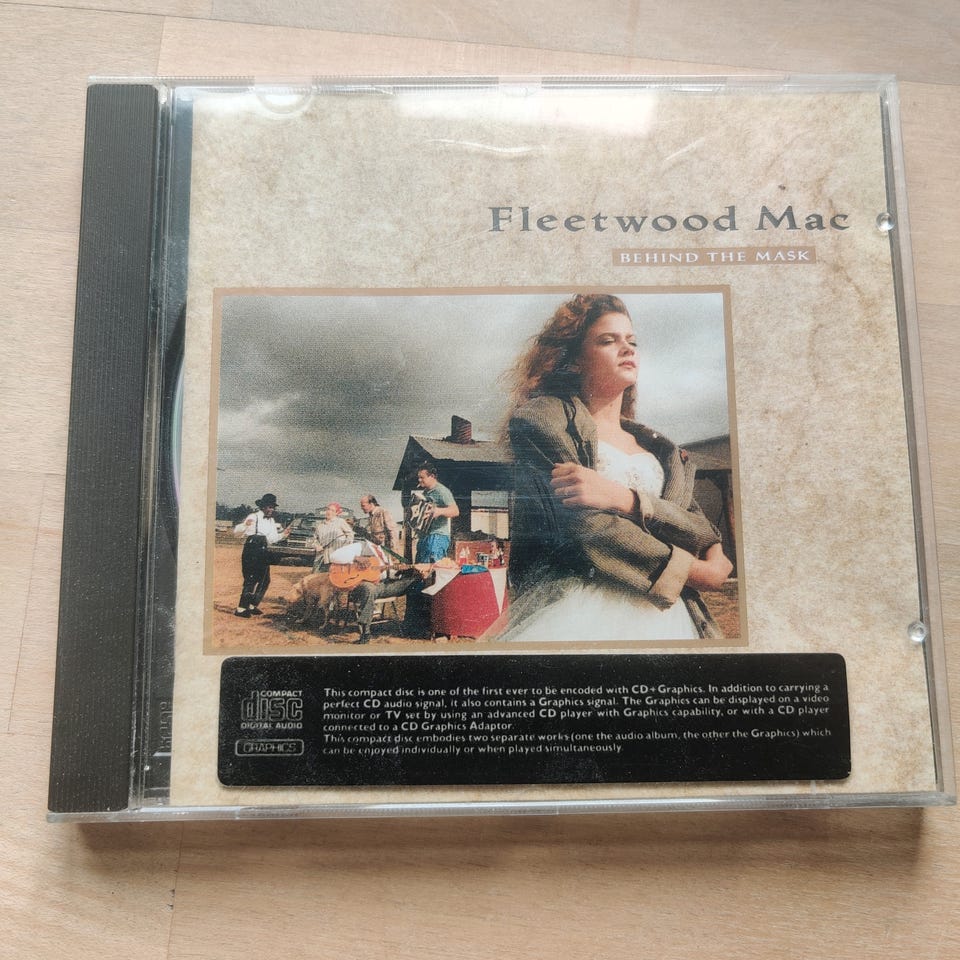 Fleetwood Mac
BEHIND THE MASK
COMPACT
disc
DIGITAL AUDIO
GRAPHICS
This compact disc is one of the first ever to be encoded with CD+Graphics. In addition to carrying a
perfect CD audio signal, it also contains a Graphics signal. The Graphics can be displayed on a video
monitor or TV set by using an advanced CD player with Graphics capability, or with a CD player
connected to a CD Graphics Adaptor.
This compact disc embodies two separate works (one the audio album, the other the Graphics) which
can be enjoyed individually or when played simultaneously.